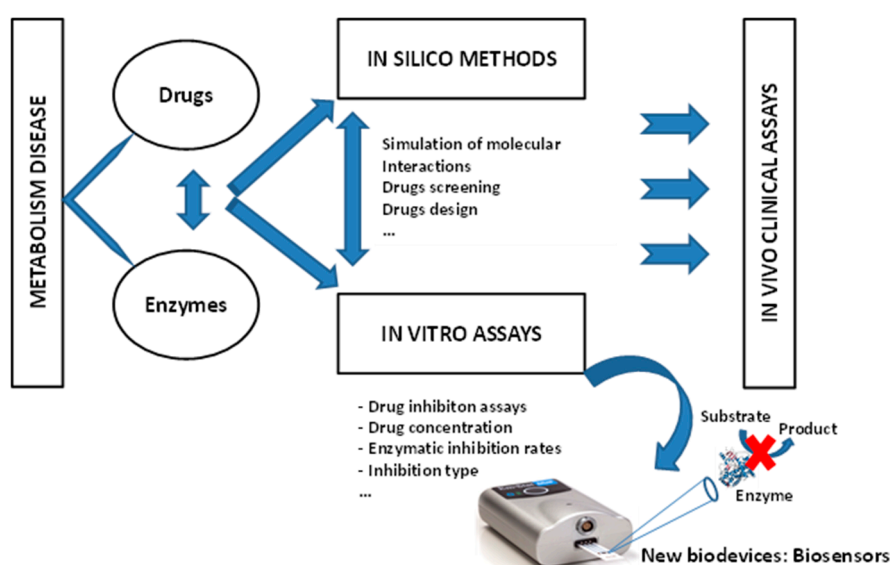 METABOLISM DISEASE
Drugs
Enzymes
IN SILICO METHODS
Simulation of molecular
Interactions
Drugs screening
Drugs design
...
IN VITRO ASSAYS
- Drug inhibiton assays
- Drug concentration
- Enzymatic inhibition rates
- Inhibition type
...
IN VIVO CLINICAL ASSAYS
Substrate
Product
Enzyme
New biodevices: Biosensors